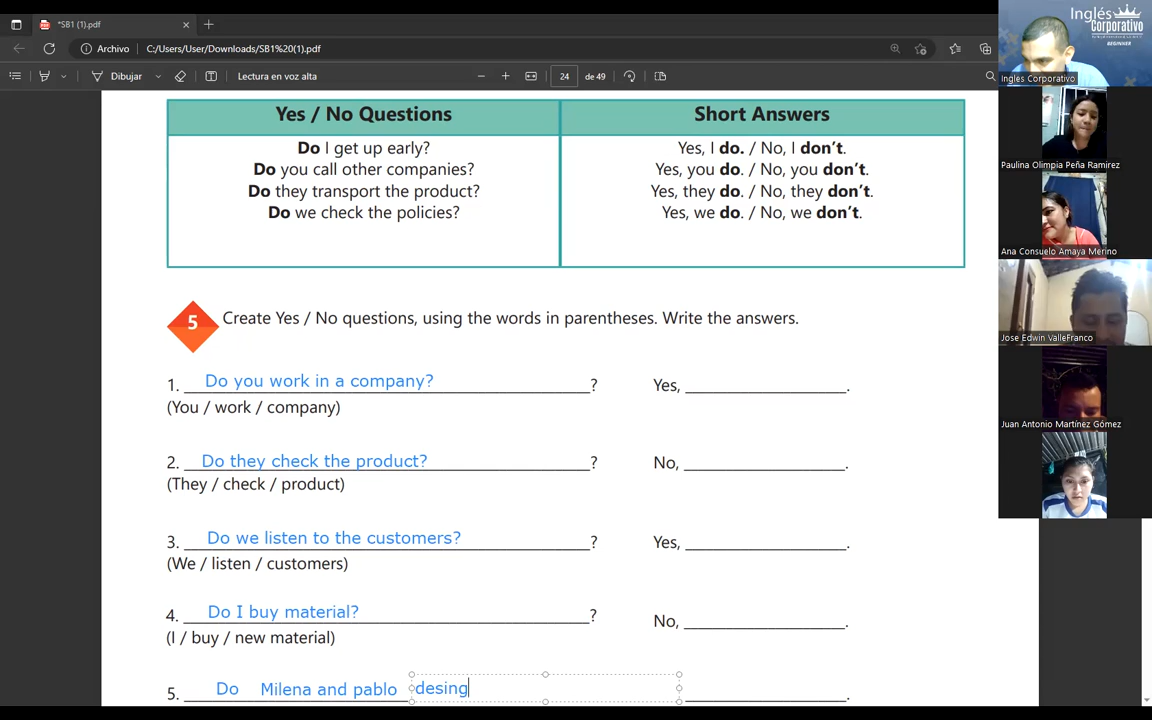 *SB1 (1).pdf
Archivo C:/Users/User/Downloads/SB1%20(1).pdf
Dibujar Lectura en voz alta 24 de 49
Yes / No Questions Short Answers
Do I get up early? Yes, I do. / No, I don't.
Do you call other companies? Yes, you do. / No, you don't.
Do they transport the product? Yes, they do. / No, they don't.
Do we check the policies? Yes, we do. / No, we don't.
5 Create Yes / No questions, using the words in parentheses. Write the answers.
1. Do you work in a company? ? Yes, .
(You / work / company)
2. Do they check the product? ? No, .
(They / check / product)
3. Do we listen to the customers? ? Yes, .
(We / listen / customers)
4. Do I buy material? ? No, .
(I / buy / new material)
5. Do Milena and pablo desing .
Inglés
Corporativo
BEGINNER
Ingles Corporativo
Paulina Olimpia Peña Ramirez
Ana Consuelo Amaya Merino
Jose Edwin ValleFranco
Juan Antonio Martínez Gómez